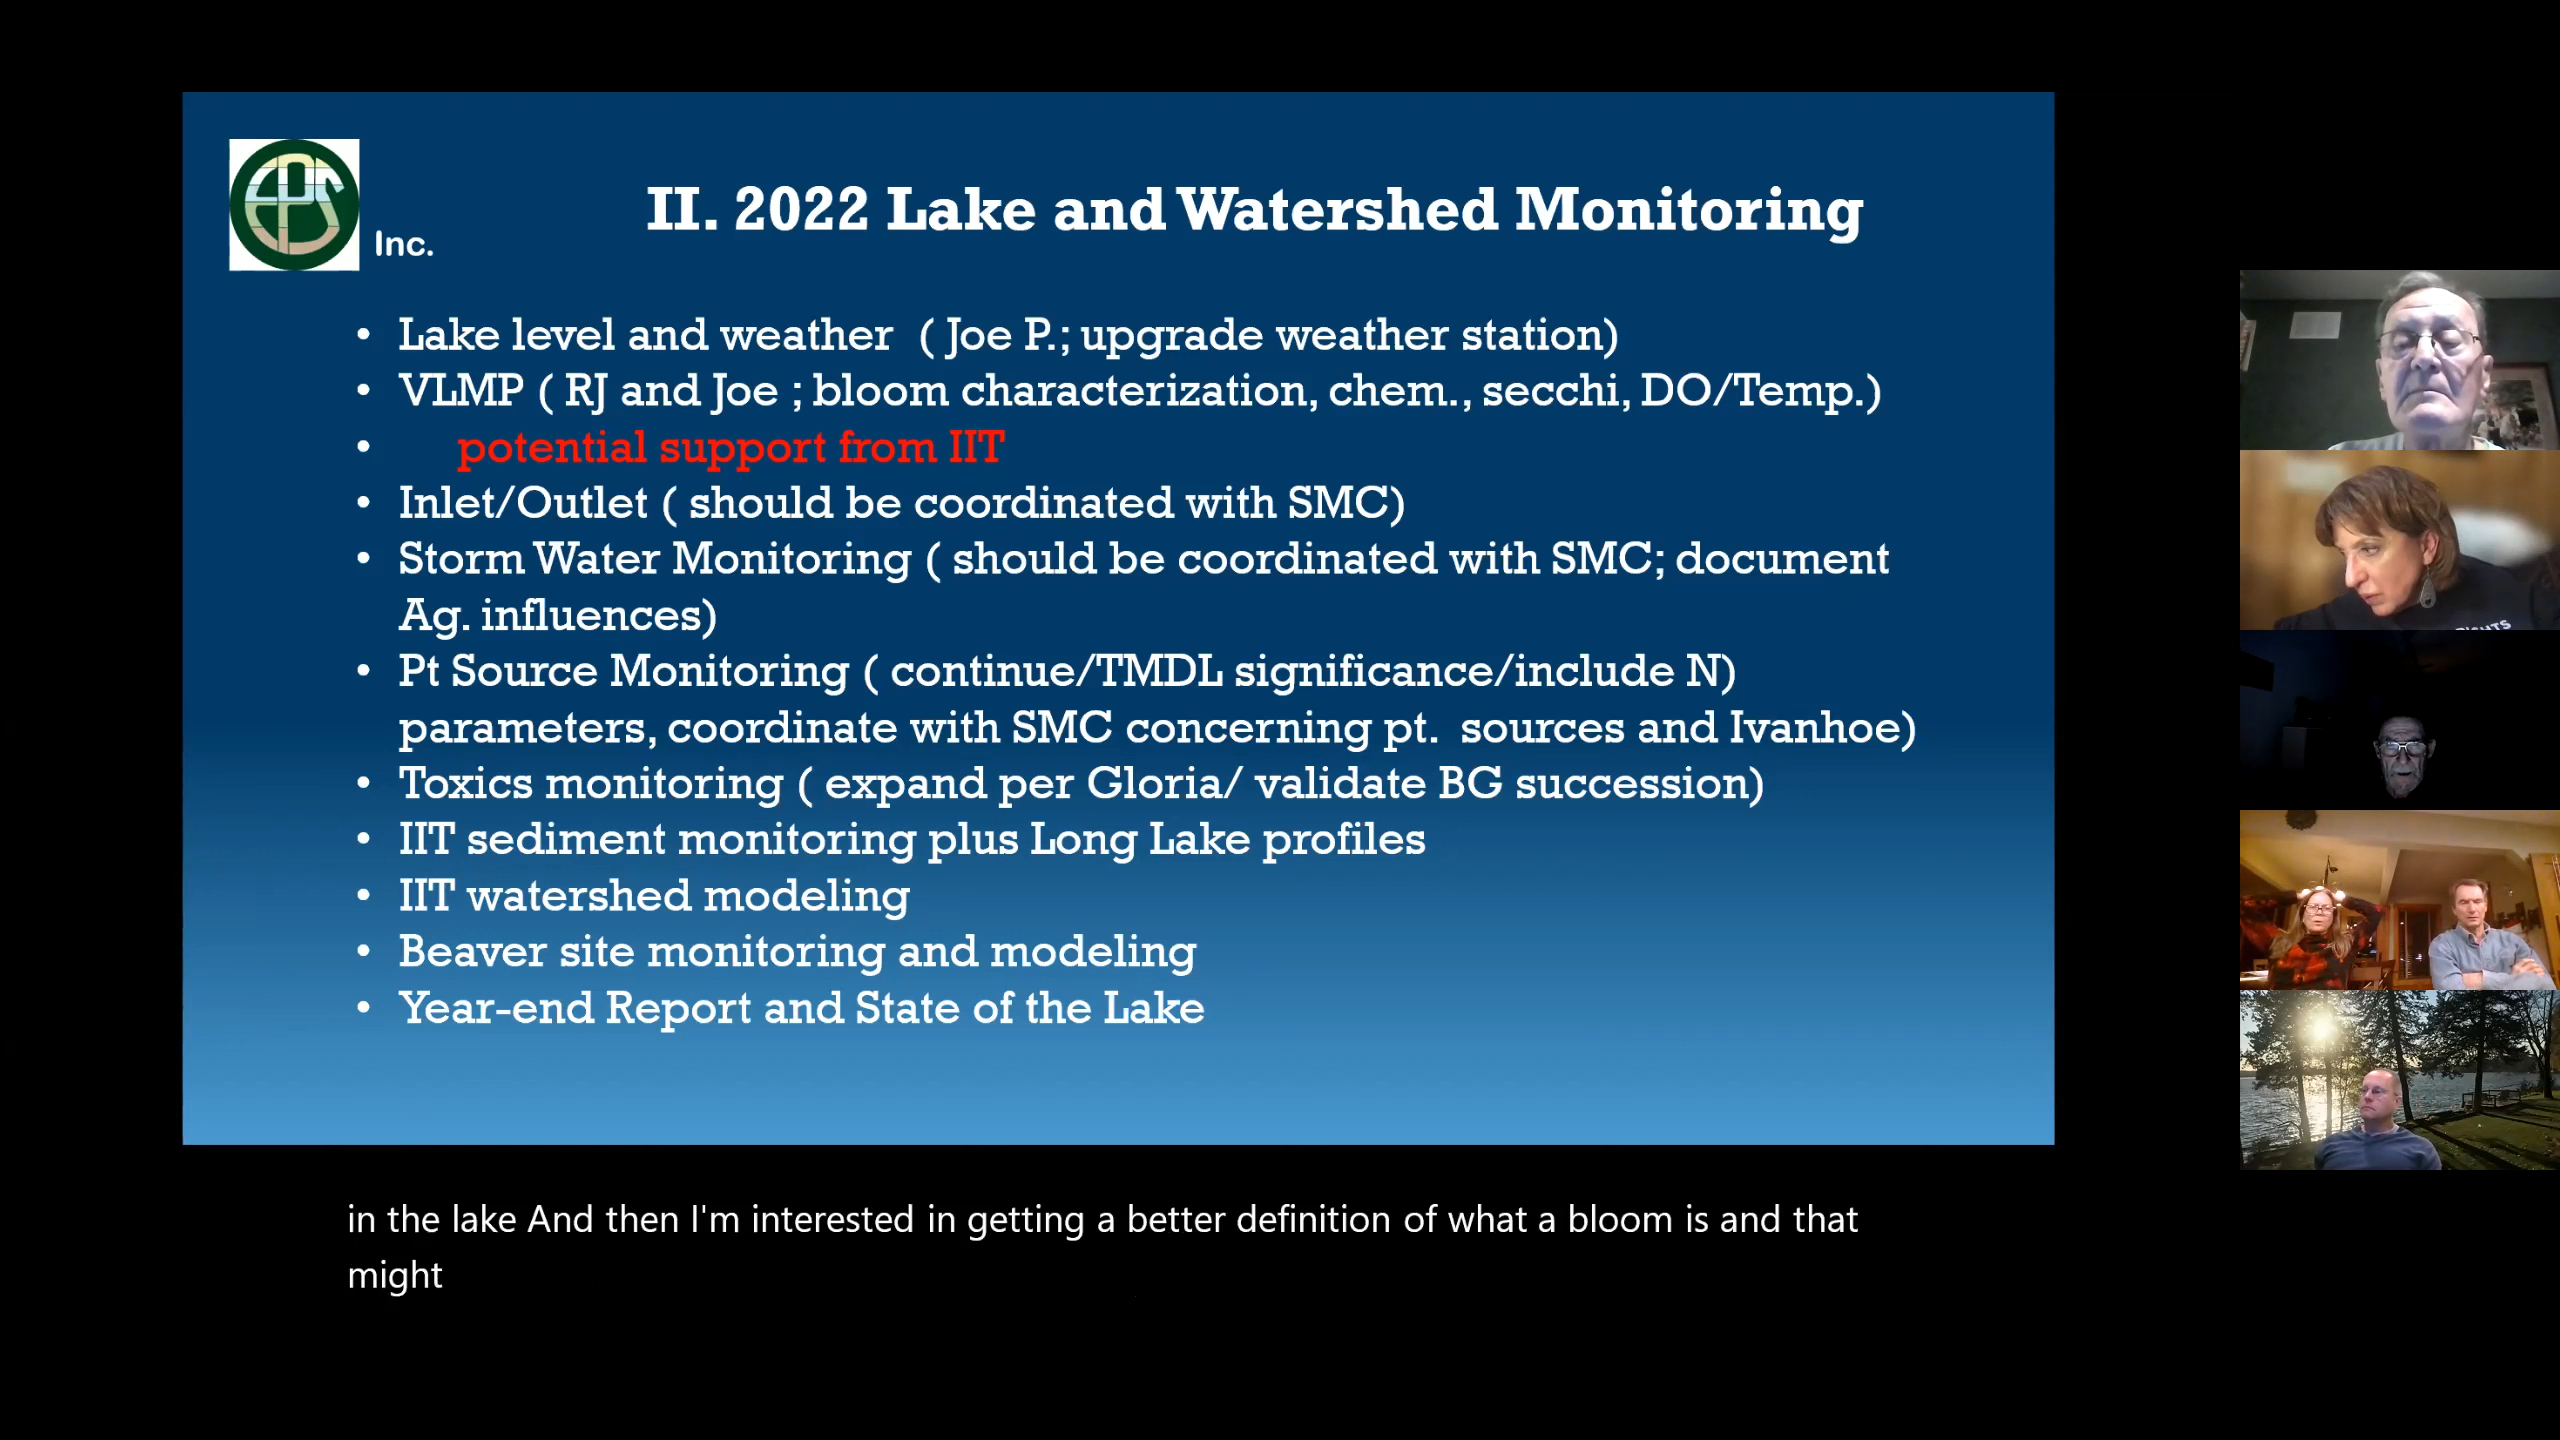 EPS
Inc.
II. 2022 Lake and Watershed Monitoring
• Lake level and weather ( Joe P.; upgrade weather station)
• VLMP ( RJ and Joe ; bloom characterization, chem., secchi, DO/Temp.)
• potential support from IIT
• Inlet/Outlet ( should be coordinated with SMC)
• Storm Water Monitoring ( should be coordinated with SMC; document
Ag. influences)
• Pt Source Monitoring ( continue/TMDL significance/include N)
parameters, coordinate with SMC concerning pt. sources and Ivanhoe)
• Toxics monitoring ( expand per Gloria/ validate BG succession)
• IIT sediment monitoring plus Long Lake profiles
• IIT watershed modeling
• Beaver site monitoring and modeling
• Year-end Report and State of the Lake
in the lake And then I'm interested in getting a better definition of what a bloom is and that
might